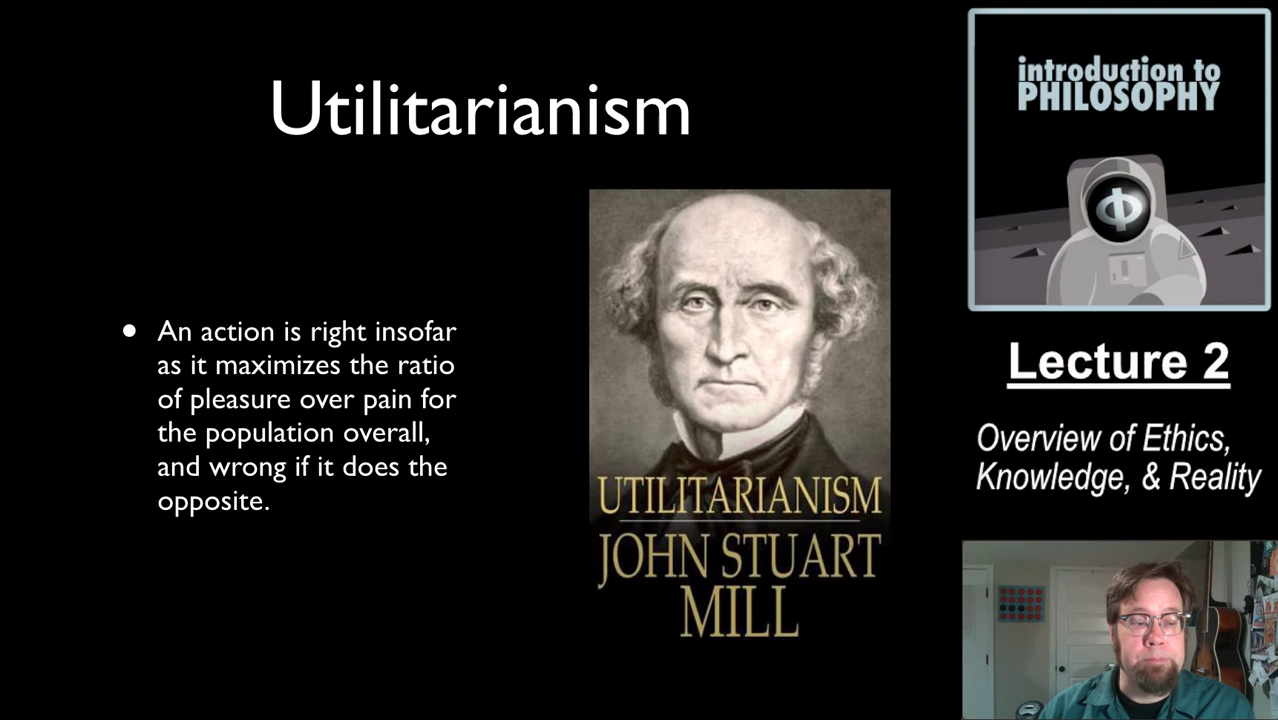 Utilitarianism
• An action is right insofar
as it maximizes the ratio
of pleasure over pain for
the population overall,
and wrong if it does the
opposite.
UTILITARIANISM
JOHN STUART
MILL
introduction to
PHILOSOPHY
Φ
Lecture 2
Overview of Ethics,
Knowledge, & Reality